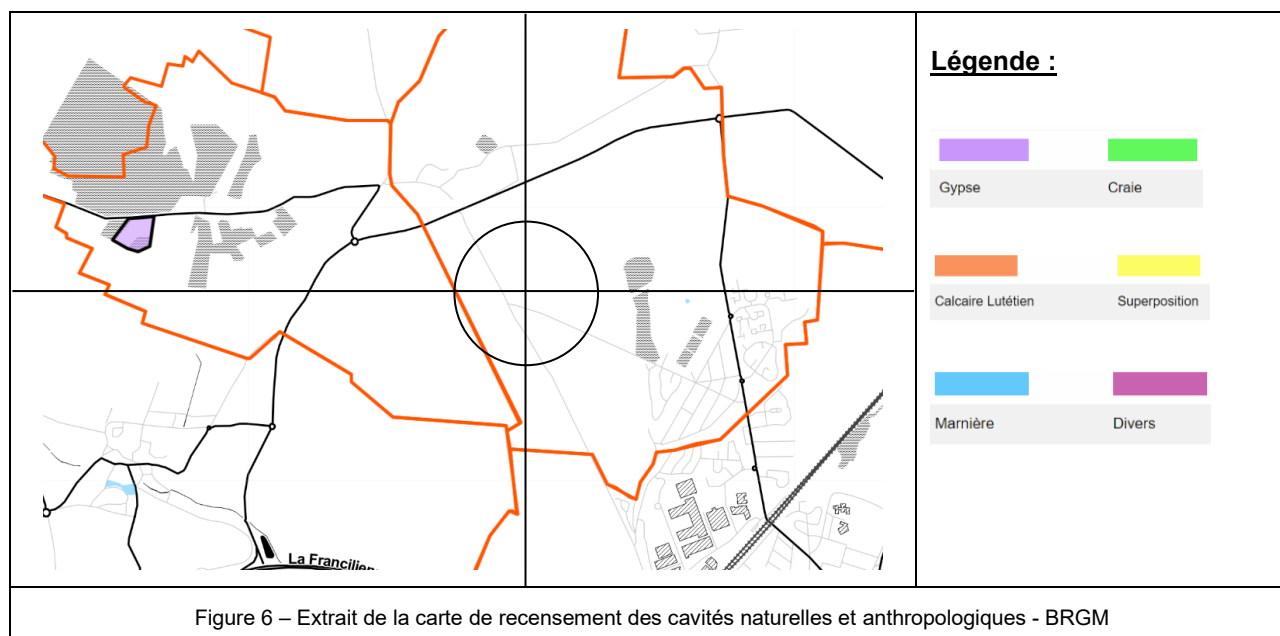 Légende :
Gypse Craie
Calcaire Lutétien Superposition
Marnière Divers
La Francilien
Figure 6 – Extrait de la carte de recensement des cavités naturelles et anthropologiques - BRGM